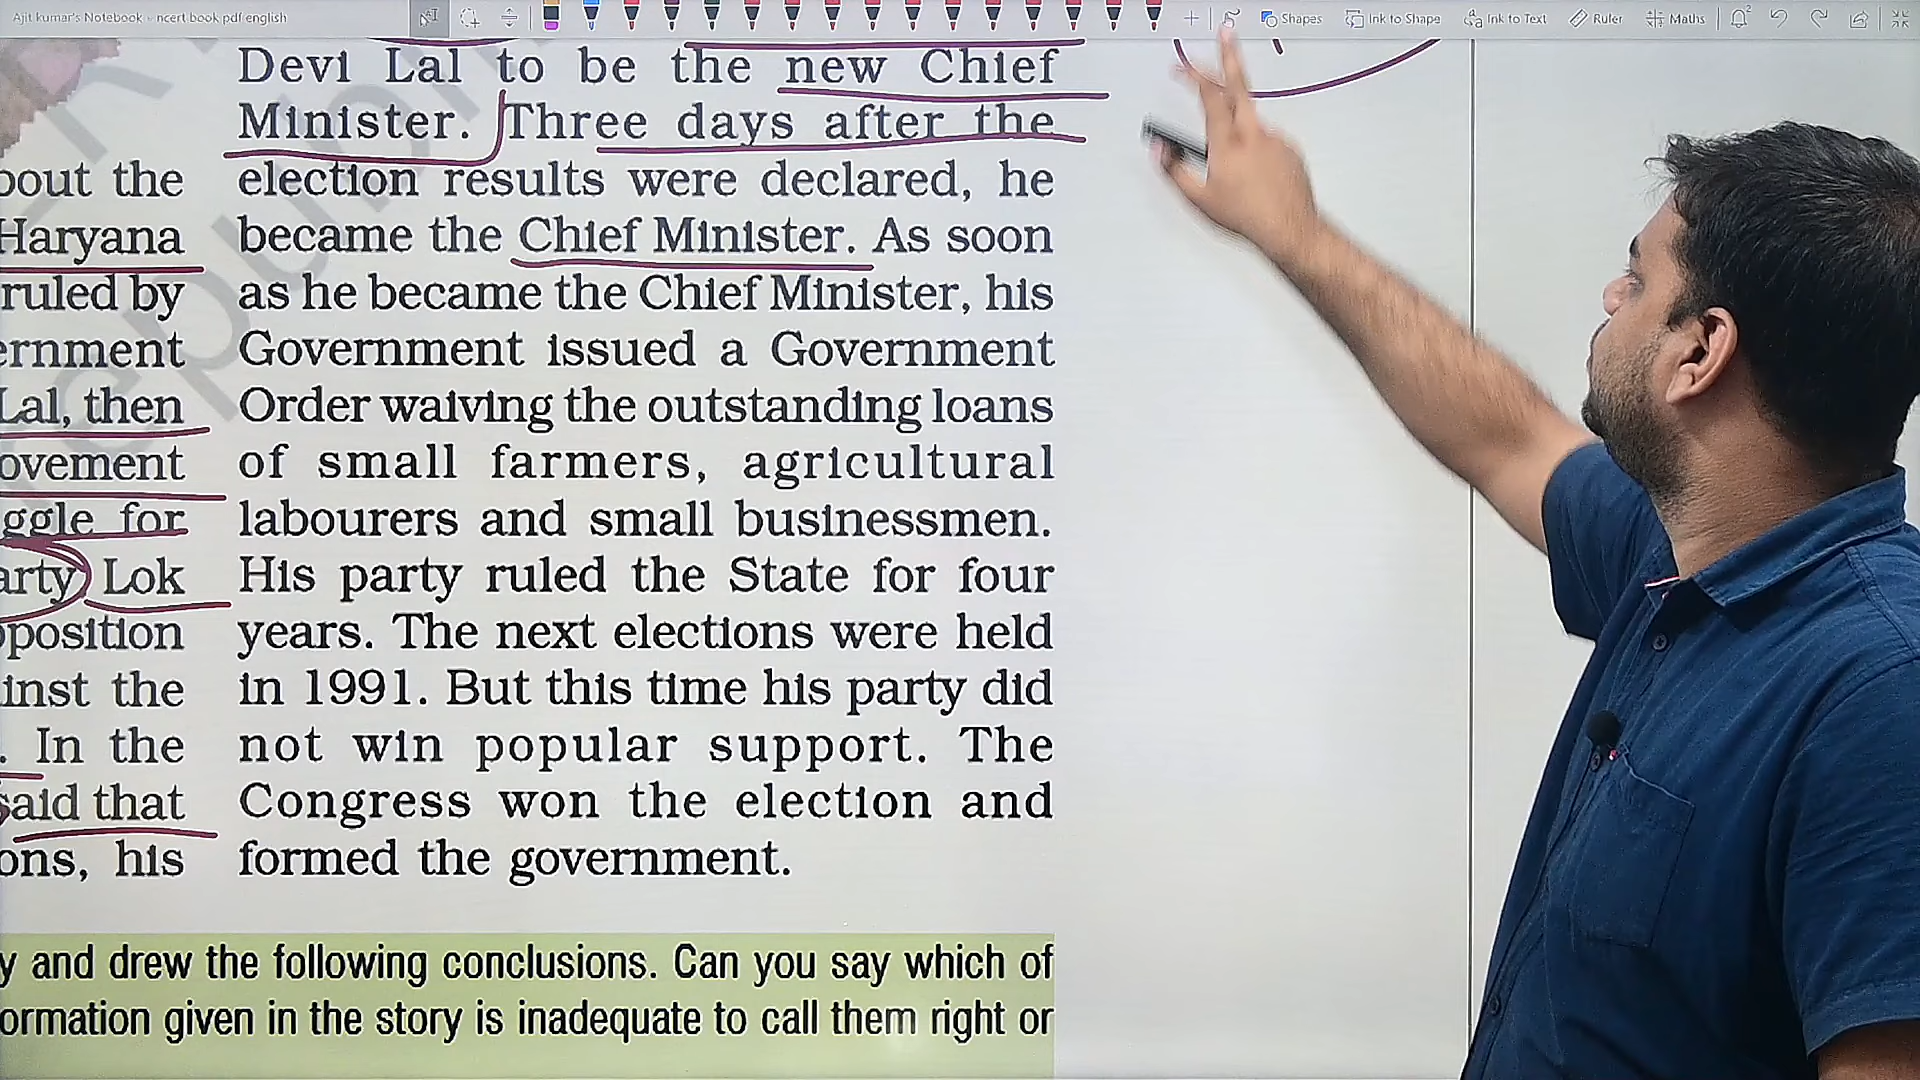 Ajit kumar's Notebook - ncert book pdf english
Shapes
Ink to Shape
Ink to Text
Ruler
Maths
bout the
Haryana
ruled by
ernment
Lal, then
ovement
ggle for
arty Lok
pposition
inst the
. In the
said that
ons, his
Devi Lal to be the new Chief
Minister. Three days after the
election results were declared, he
became the Chief Minister. As soon
as he became the Chief Minister, his
Government issued a Government
Order waiving the outstanding loans
of small farmers, agricultural
labourers and small businessmen.
His party ruled the State for four
years. The next elections were held
in 1991. But this time his party did
not win popular support. The
Congress won the election and
formed the government.
y and drew the following conclusions. Can you say which of
ormation given in the story is inadequate to call them right or